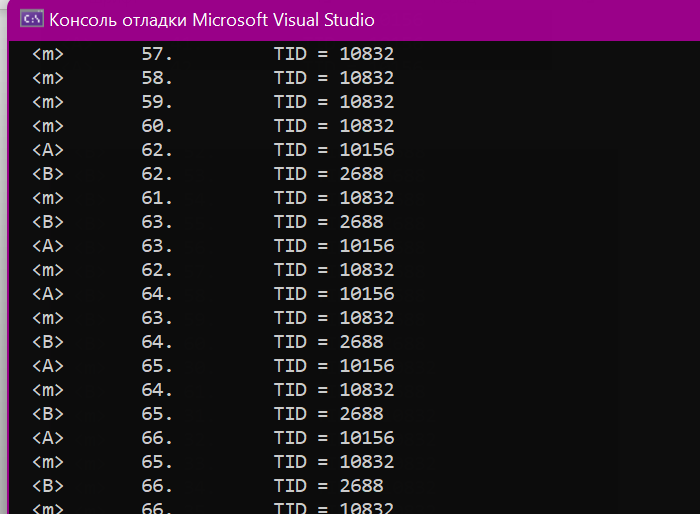 C:\ Консоль отладки Microsoft Visual Studio
<m> 57. TID = 10832
<m> 58. TID = 10832
<m> 59. TID = 10832
<m> 60. TID = 10832
<A> 62. TID = 10156
<B> 62. TID = 2688
<m> 61. TID = 10832
<B> 63. TID = 2688
<A> 63. TID = 10156
<m> 62. TID = 10832
<A> 64. TID = 10156
<m> 63. TID = 10832
<B> 64. TID = 2688
<A> 65. TID = 10156
<m> 64. TID = 10832
<B> 65. TID = 2688
<A> 66. TID = 10156
<m> 65. TID = 10832
<B> 66. TID = 2688
<m> 66. TID = 10832